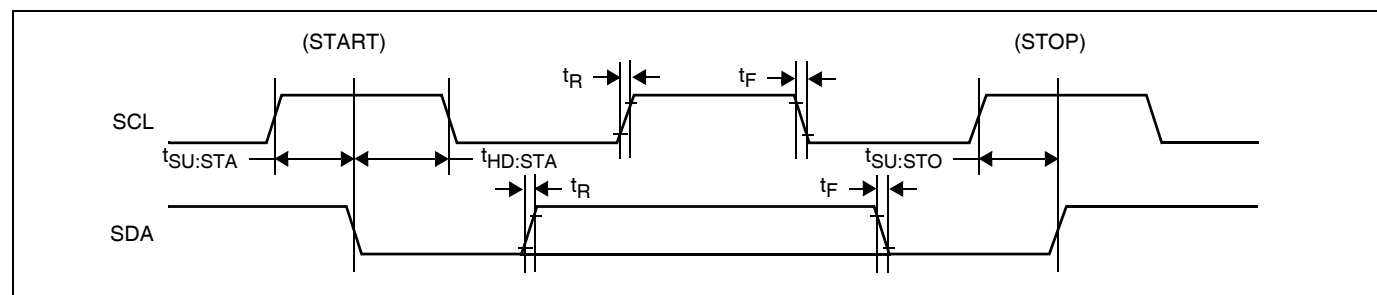 (START)
(STOP)
tR
tF
SCL
tSU:STA
tHD:STA
tSU:STO
tR
tF
SDA